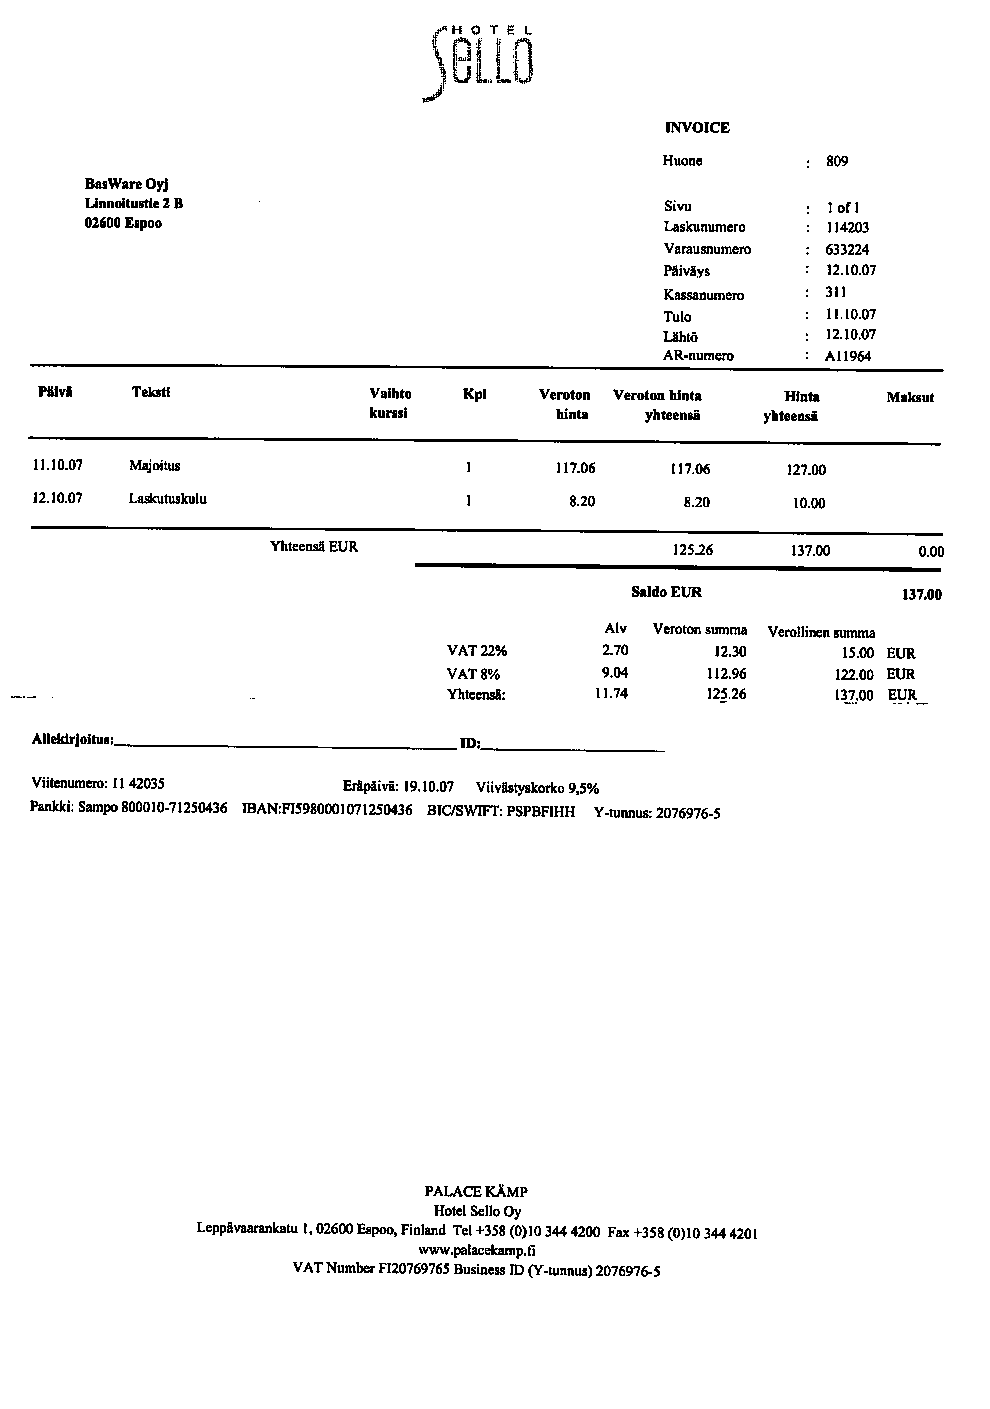 HOTEL
Sello
INVOICE
Huone : 809
BasWare Oyj
Linnoitustie 2 B
02600 Espoo
Sivu : 1 of 1
Laskunumero : 114203
Varausnumero : 633224
Päiväys : 12.10.07
Kassanumero : 311
Tulo : 11.10.07
Lähtö : 12.10.07
AR-numero : A11964
Päivä Teksti Vaihto kurssi Kpl Veroton hinta Veroton hinta yhteensä Hinta yhteensä Maksut
11.10.07 Majoitus 1 117.06 117.06 127.00
12.10.07 Laskutuskulu 1 8.20 8.20 10.00
Yhteensä EUR 125.26 137.00 0.00
Saldo EUR 137.00
Alv Veroton summa Verollinen summa
VAT 22% 2.70 12.30 15.00 EUR
VAT 8% 9.04 112.96 122.00 EUR
Yhteensä: 11.74 125.26 137.00 EUR
Allekirjoitus: ID:
Viitenumero: 11 42035 Eräpäivä: 19.10.07 Viivästyskorko 9,5%
Pankki: Sampo 800010-71250436 IBAN:FI5980001071250436 BIC/SWIFT: PSPBFIHH Y-tunnus: 2076976-5
PALACE KÄMP
Hotel Sello Oy
Leppävaarankatu 1, 02600 Espoo, Finland Tel +358 (0)10 344 4200 Fax +358 (0)10 344 4201
www.palacekamp.fi
VAT Number FI20769765 Business ID (Y-tunnus) 2076976-5